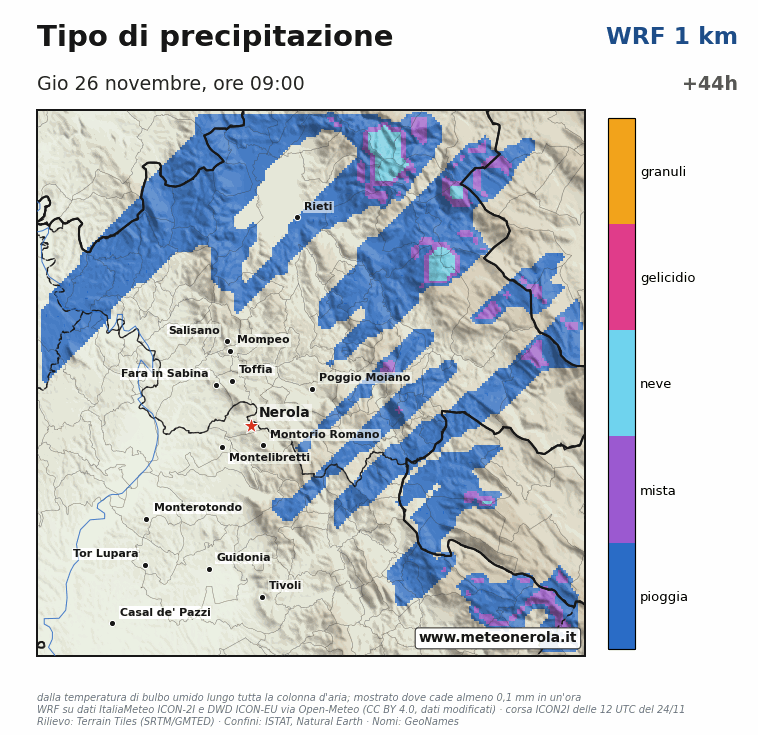 Tipo di precipitazione
WRF 1 km
Gio 26 novembre, ore 09:00
+44h
granuli
gelicidio
neve
mista
pioggia
Rieti
Salisano
Mompeo
Fara in Sabina
Toffia
Poggio Moiano
Nerola
Montorio Romano
Montelibretti
Monterotondo
Tor Lupara
Guidonia
Tivoli
Casal de' Pazzi
www.meteonerola.it
dalla temperatura di bulbo umido lungo tutta la colonna d'aria; mostrato dove cade almeno 0,1 mm in un'ora
WRF su dati ItaliaMeteo ICON-2I e DWD ICON-EU via Open-Meteo (CC BY 4.0, dati modificati) · corsa ICON2I delle 12 UTC del 24/11
Rilievo: Terrain Tiles (SRTM/GMTED) · Confini: ISTAT, Natural Earth · Nomi: GeoNames